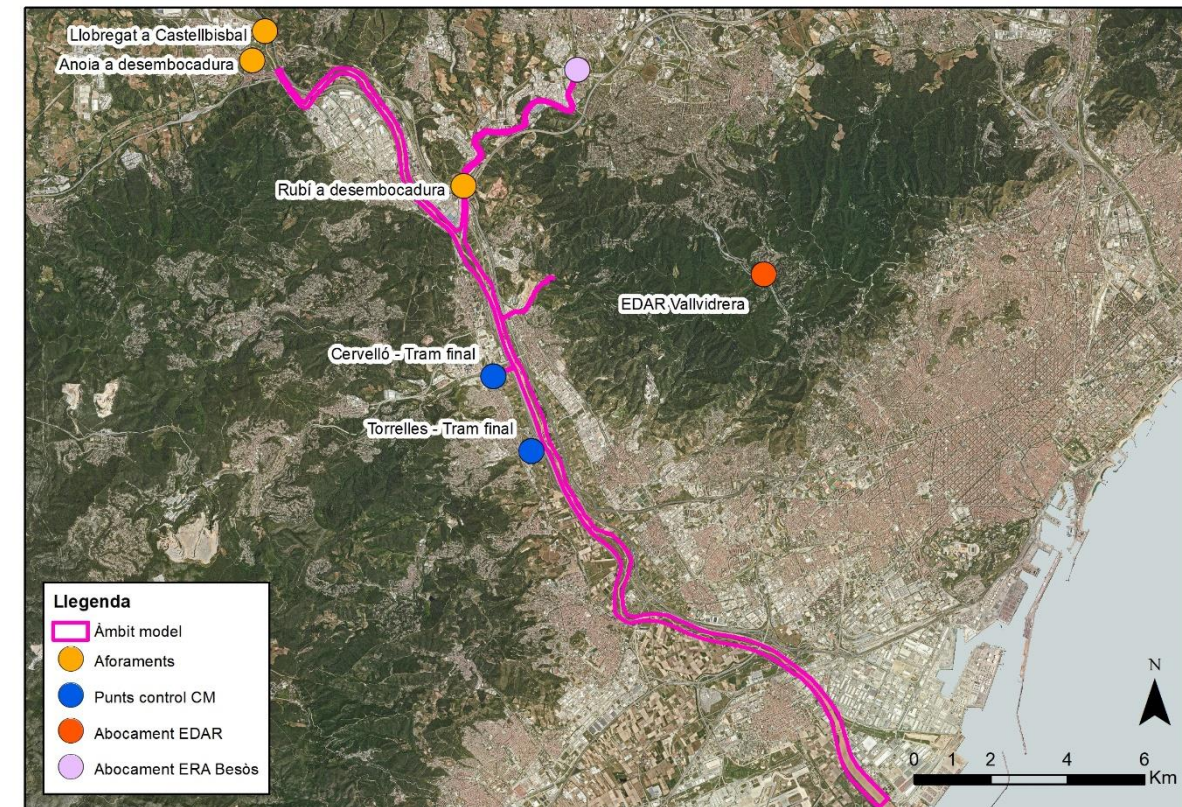 Llobregat a Castellbisbal
Anoia a desembocadura
Rubí a desembocadura
EDAR Vallvidrera
Cervelló - Tram final
Torrelles - Tram final
Llegenda
Àmbit model
Aforaments
Punts control CM
Abocament EDAR
Abocament ERA Besòs
N
0 1 2 4 6
Km